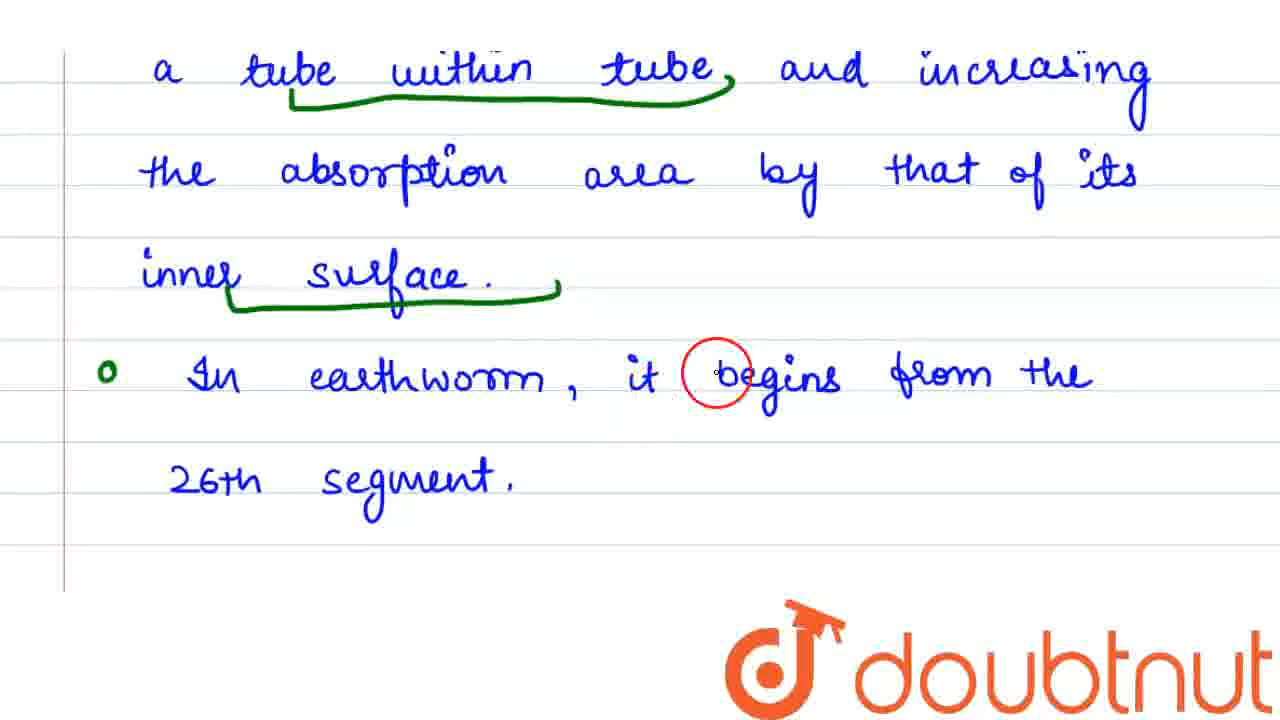 a tube within tube, and increasing
the absorption area by that of its
inner surface.
In earthworm, it begins from the
26th segment.
doubtnut